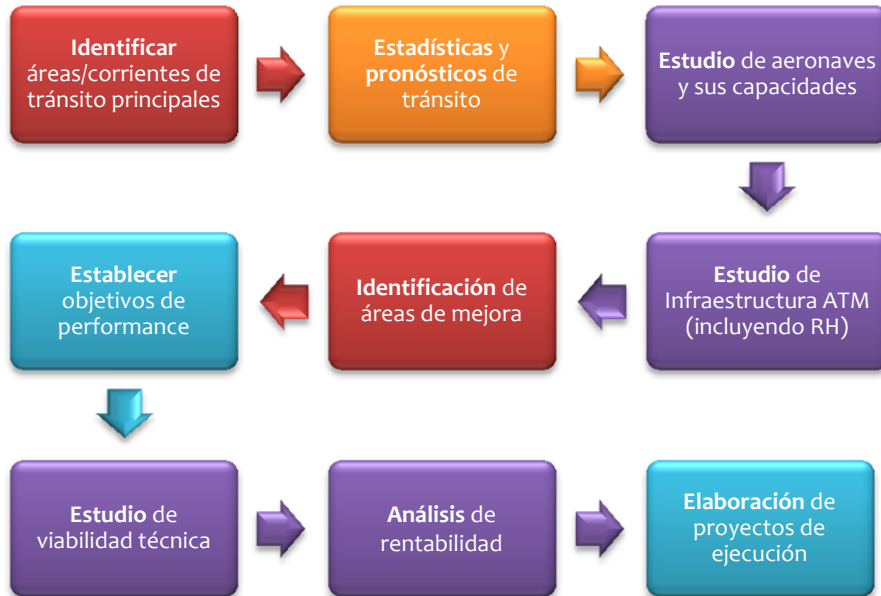 Identificar
áreas/corrientes de
tránsito principales
Estadísticas y
pronósticos de
tránsito
Estudio de aeronaves
y sus capacidades
Estudio de
Infraestructura ATM
(incluyendo RH)
Identificación de
áreas de mejora
Establecer
objetivos de
performance
Estudio de
viabilidad técnica
Análisis de
rentabilidad
Elaboración de
proyectos de
ejecución